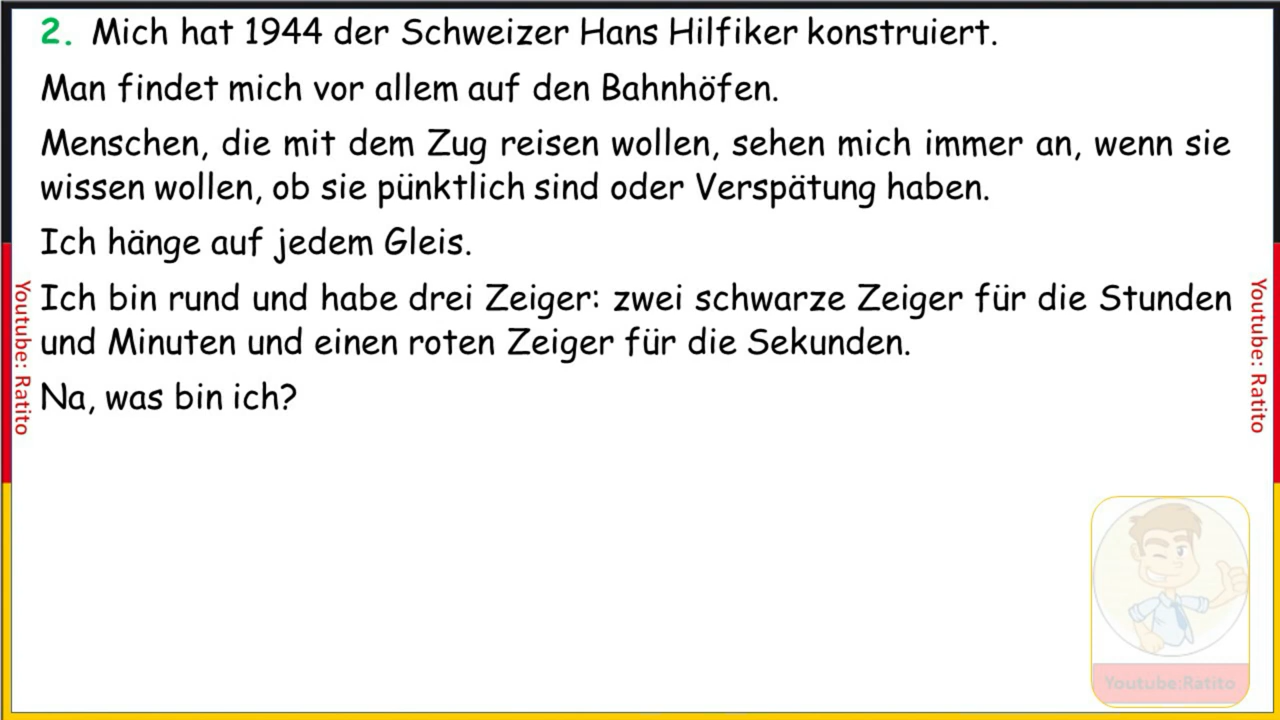 2. Mich hat 1944 der Schweizer Hans Hilfiker konstruiert.
Man findet mich vor allem auf den Bahnhöfen.
Menschen, die mit dem Zug reisen wollen, sehen mich immer an, wenn sie
wissen wollen, ob sie pünktlich sind oder Verspätung haben.
Ich hänge auf jedem Gleis.
Ich bin rund und habe drei Zeiger: zwei schwarze Zeiger für die Stunden
und Minuten und einen roten Zeiger für die Sekunden.
Na, was bin ich?
Youtube: Ratito
Youtube: Ratito
Youtube:Ratito